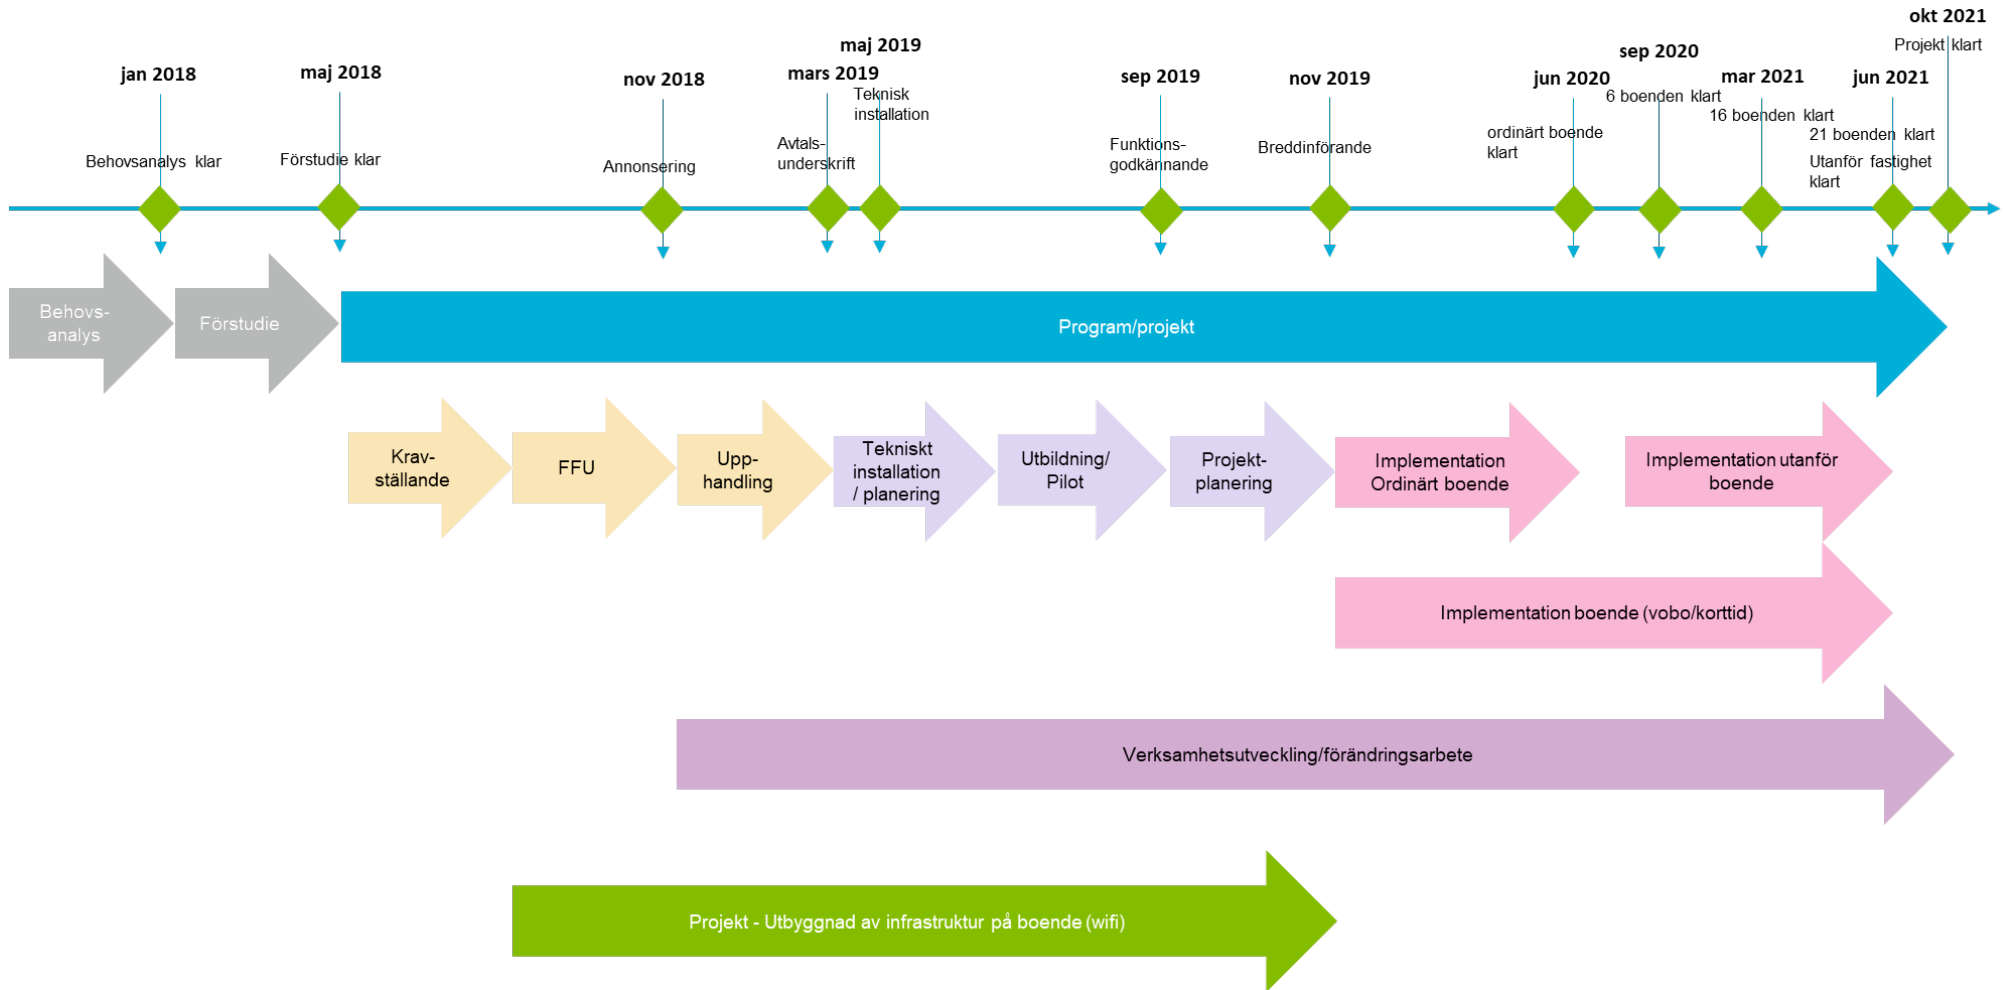 jan 2018
Behovsanalys klar
maj 2018
Förstudie klar
nov 2018
Annonsering
mars 2019
Avtals-
underskrift
maj 2019
Teknisk
installation
sep 2019
Funktions-
godkännande
nov 2019
Breddinförande
jun 2020
ordinärt boende
klart
sep 2020
6 boenden klart
mar 2021
16 boenden klart
jun 2021
21 boenden klart
Utanför fastighet
klart
okt 2021
Projekt klart
Behovs-
analys
Förstudie
Program/projekt
Krav-
ställande
FFU
Upp-
handling
Tekniskt
installation
/ planering
Utbildning/
Pilot
Projekt-
planering
Implementation
Ordinärt boende
Implementation utanför
boende
Implementation boende (vobo/korttid)
Verksamhetsutveckling/förändringsarbete
Projekt - Utbyggnad av infrastruktur på boende (wifi)